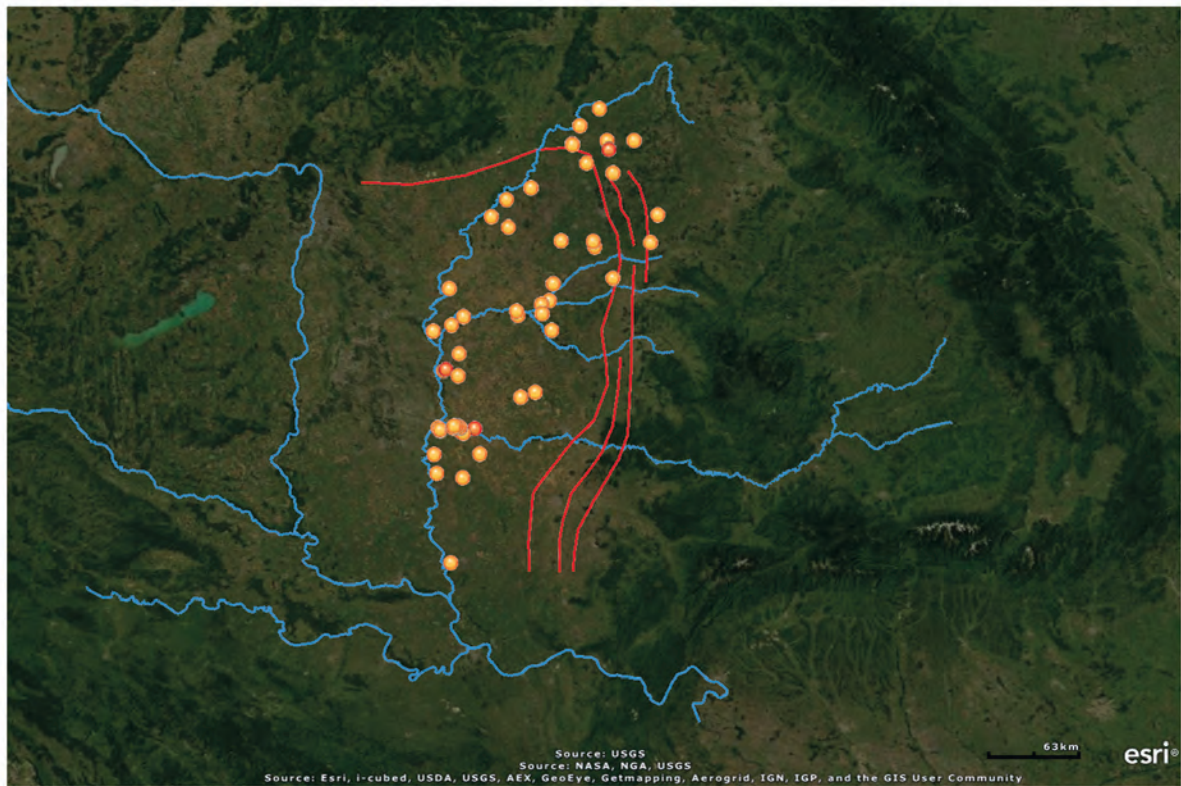 Source: USGS
63km
Source: NASA, NGA, USGS
esri®
Source: Esri, i-cubed, USDA, USGS, AEX, GeoEye, Getmapping, Aerogrid, IGN, IGP, and the GIS User Community